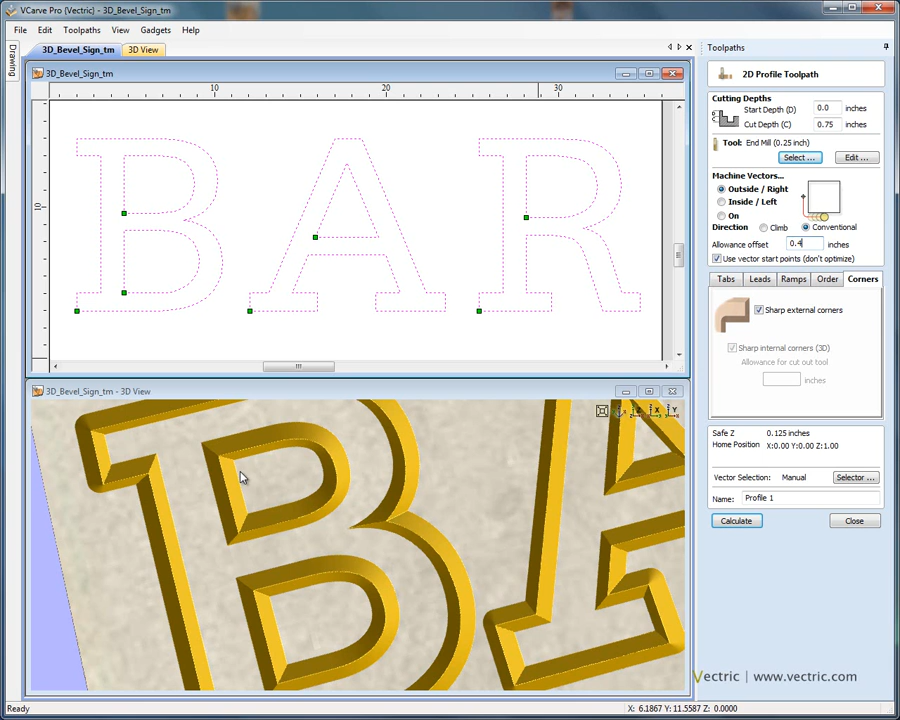 VCarve Pro (Vectric) - 3D_Bevel_Sign_tm
File Edit Toolpaths View Gadgets Help
Drawing
3D_Bevel_Sign_tm 3D View
3D_Bevel_Sign_tm
10 20 30
10
BAR
3D_Bevel_Sign_tm - 3D View
Toolpaths
2D Profile Toolpath
Cutting Depths
Start Depth (D) 0.0 inches
Cut Depth (C) 0.75 inches
Tool: End Mill (0.25 inch)
Select ... Edit ...
Machine Vectors...
Outside / Right
Inside / Left
On
Direction Climb Conventional
Allowance offset 0.4 inches
Use vector start points (don't optimize)
Tabs Leads Ramps Order Corners
Sharp external corners
Sharp internal corners (3D)
Allowance for cut out tool
inches
Safe Z 0.125 inches
Home Position X:0.00 Y:0.00 Z:1.00
Vector Selection: Manual Selector ...
Name: Profile 1
Calculate Close
Vectric | www.vectric.com
Ready X: 6.1867 Y: 11.5587 Z: 0.0000